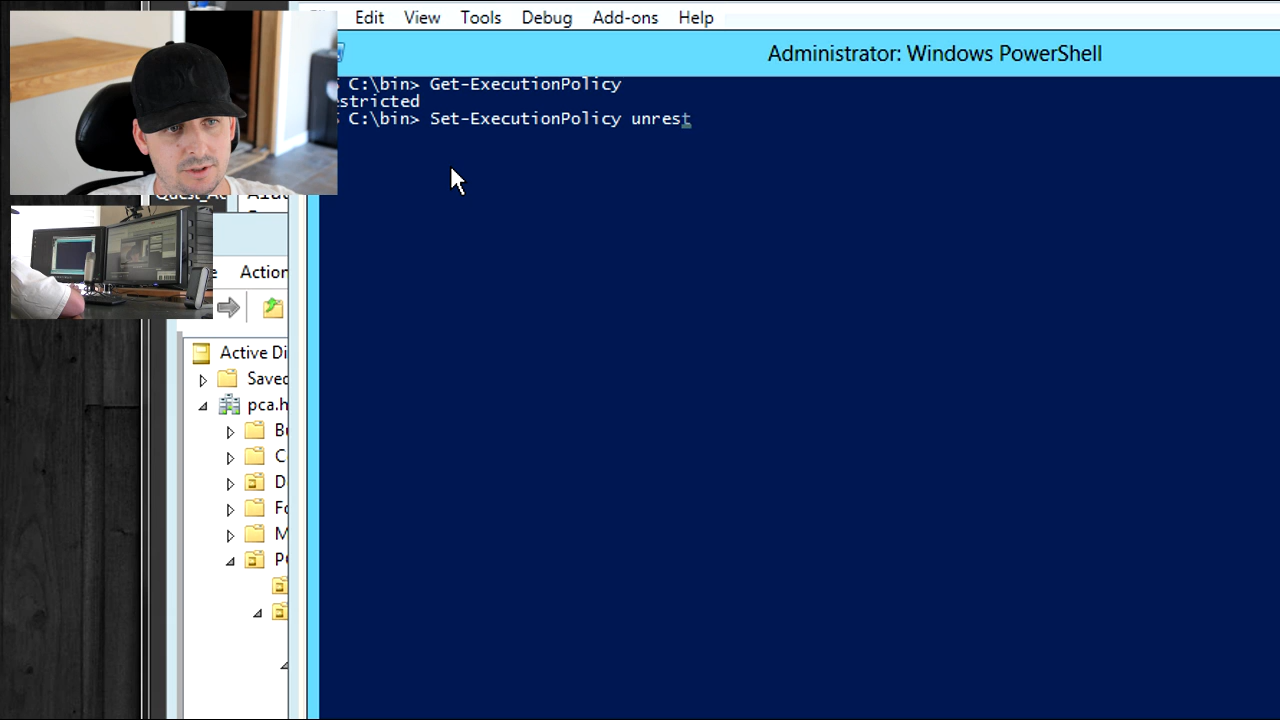 Edit View Tools Debug Add-ons Help
Administrator: Windows PowerShell
C:\bin> Get-ExecutionPolicy
estricted
C:\bin> Set-ExecutionPolicy unrest
Action
Active Di
Saved
pca.h